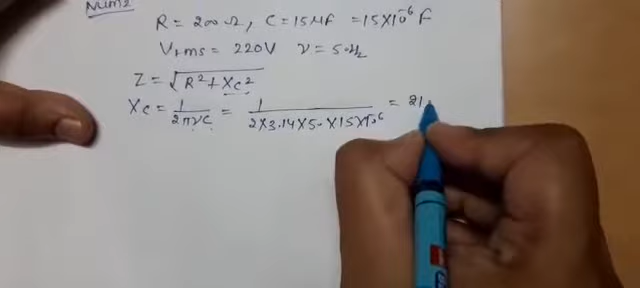 Num2
R = 200 Ω, C = 15 μF = 15×10⁻⁶ F
Vrms = 220V ν = 50Hz
Z = √R² + Xc²
Xc = 1/2πνC = 1/2×3.14×50×15×10⁻⁶ = 21